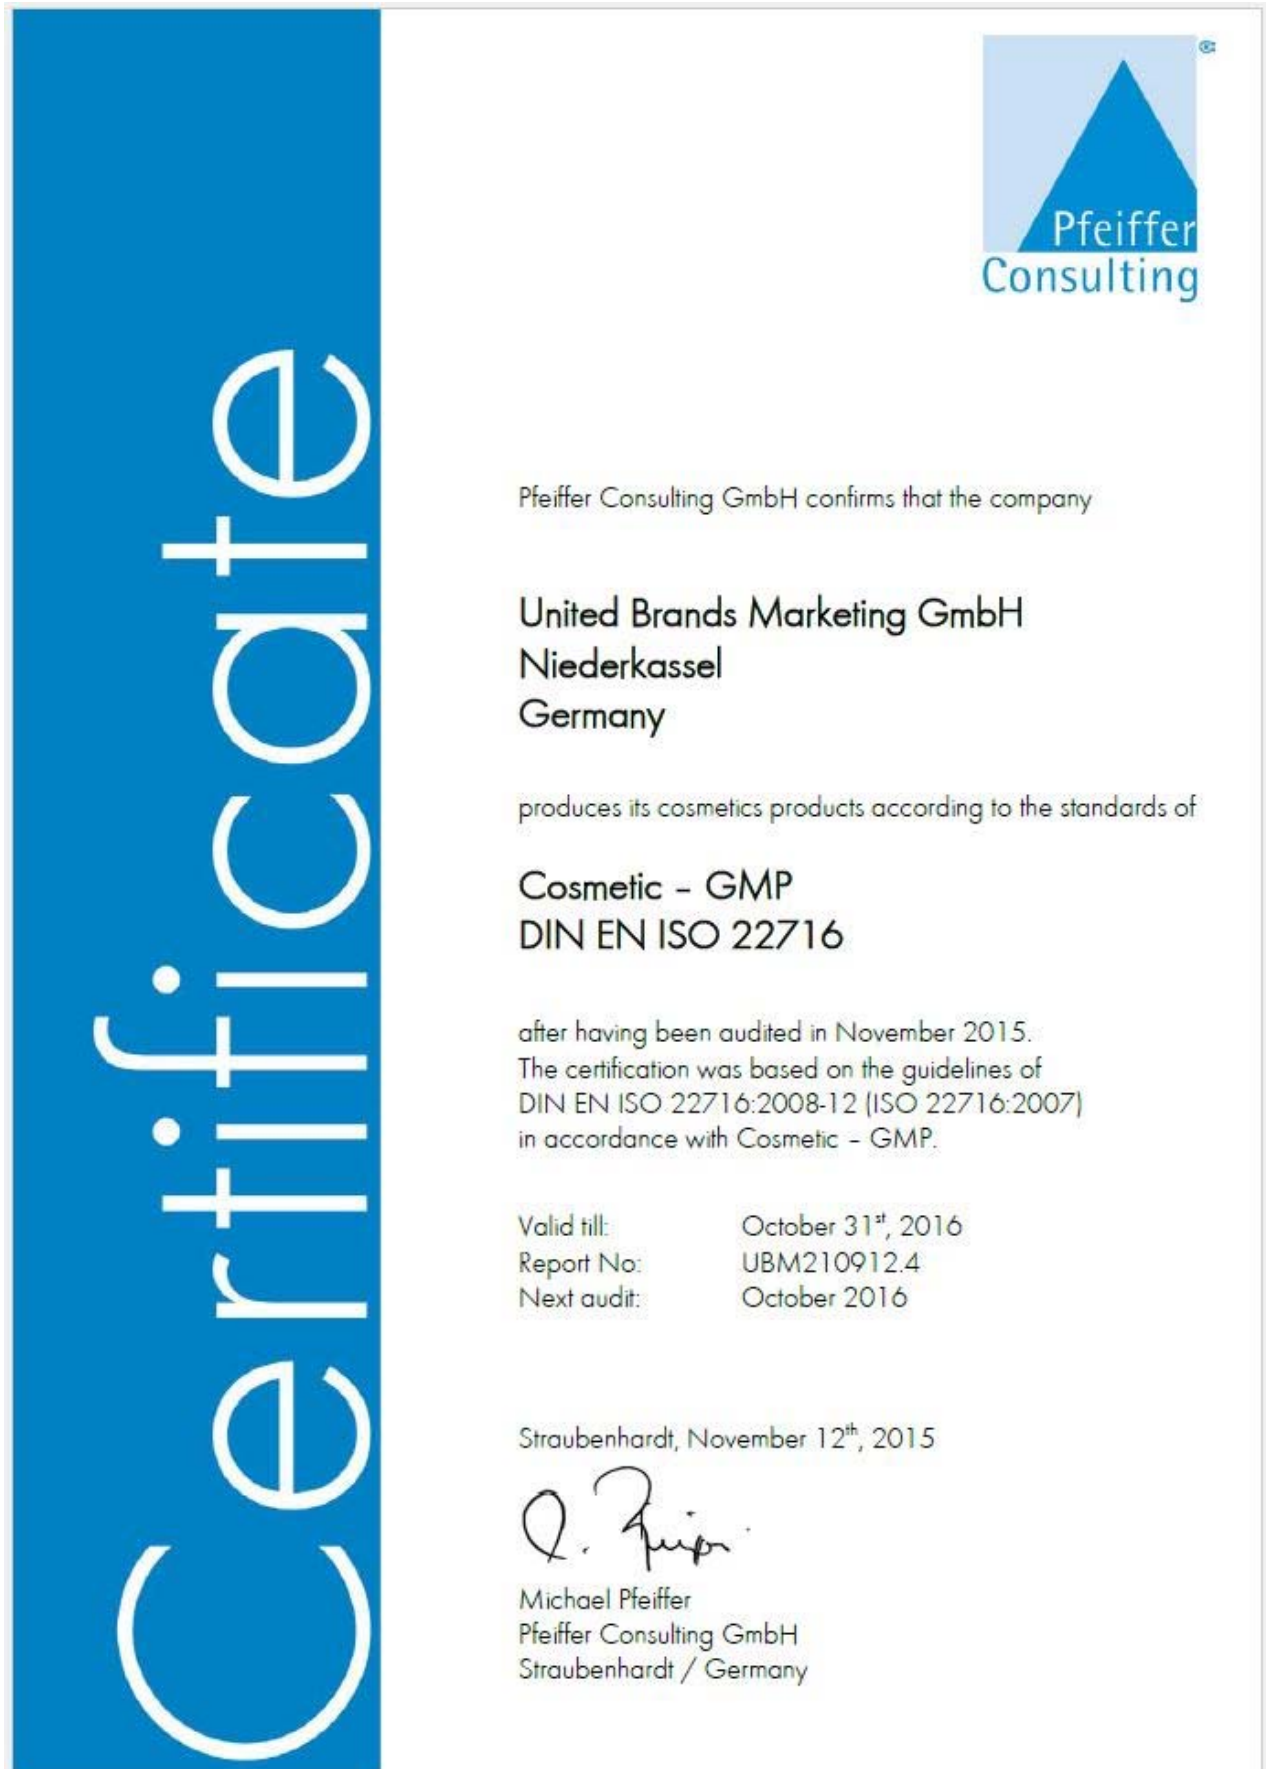 Certificate
Pfeiffer
Consulting
Pfeiffer Consulting GmbH confirms that the company
United Brands Marketing GmbH
Niederkassel
Germany
produces its cosmetics products according to the standards of
Cosmetic – GMP
DIN EN ISO 22716
after having been audited in November 2015.
The certification was based on the guidelines of
DIN EN ISO 22716:2008-12 (ISO 22716:2007)
in accordance with Cosmetic – GMP.
Valid till: October 31st, 2016
Report No: UBM210912.4
Next audit: October 2016
Straubenhardt, November 12th, 2015
Michael Pfeiffer
Pfeiffer Consulting GmbH
Straubenhardt / Germany